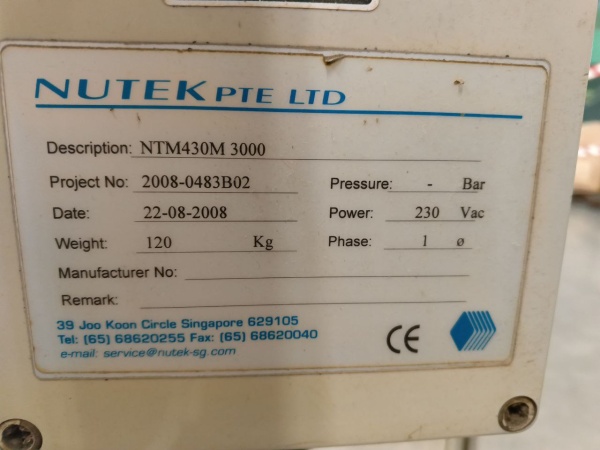 NUTEK PTE LTD
Description: NTM430M 3000
Project No: 2008-0483B02 Pressure: - Bar
Date: 22-08-2008 Power: 230 Vac
Weight: 120 Kg Phase: 1 ø
Manufacturer No:
Remark:
39 Joo Koon Circle Singapore 629105
Tel: (65) 68620255 Fax: (65) 68620040
e-mail: service@nutek-sg.com
CE